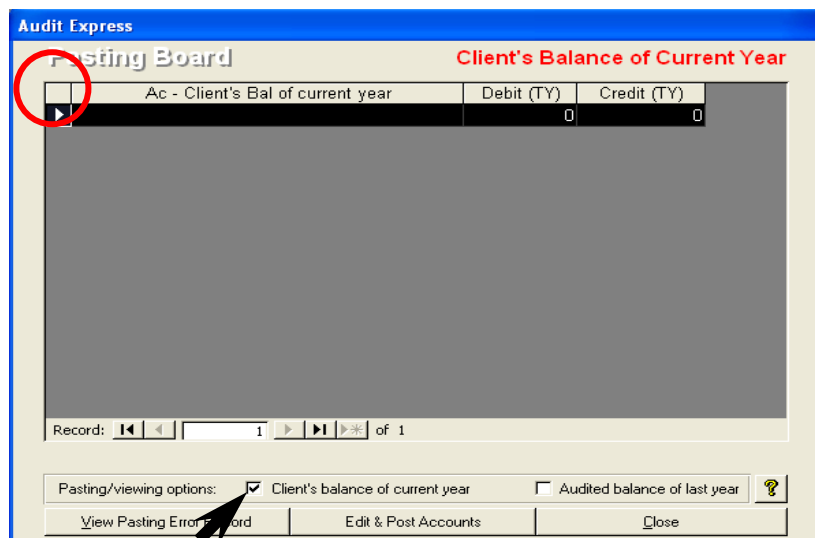 Audit Express
Pasting Board Client's Balance of Current Year
Ac - Client's Bal of current year Debit (TY) Credit (TY)
0 0
Record: 1 of 1
Pasting/viewing options: Client's balance of current year Audited balance of last year ?
View Pasting Error Record Edit & Post Accounts Close